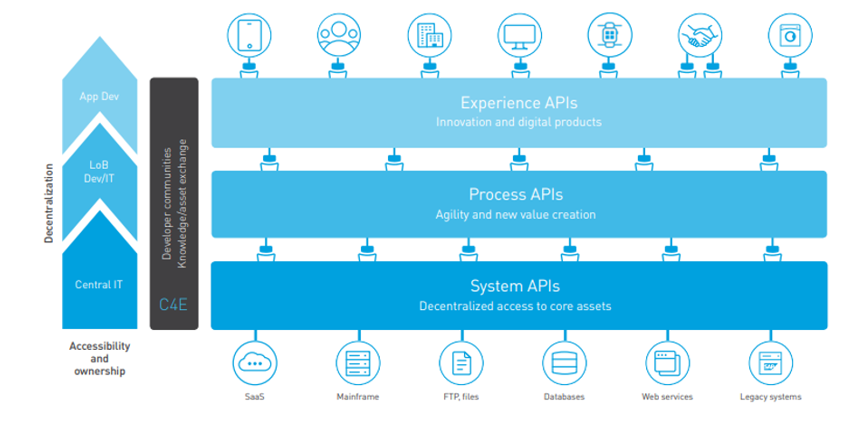 App Dev
LoB
Dev/IT
Central IT
Decentralization
Accessibility
and
ownership
Developer communities
Knowledge/asset exchange
C4E
Experience APIs
Innovation and digital products
Process APIs
Agility and new value creation
System APIs
Decentralized access to core assets
SaaS
Mainframe
FTP, files
Databases
Web services
SAP
Legacy systems